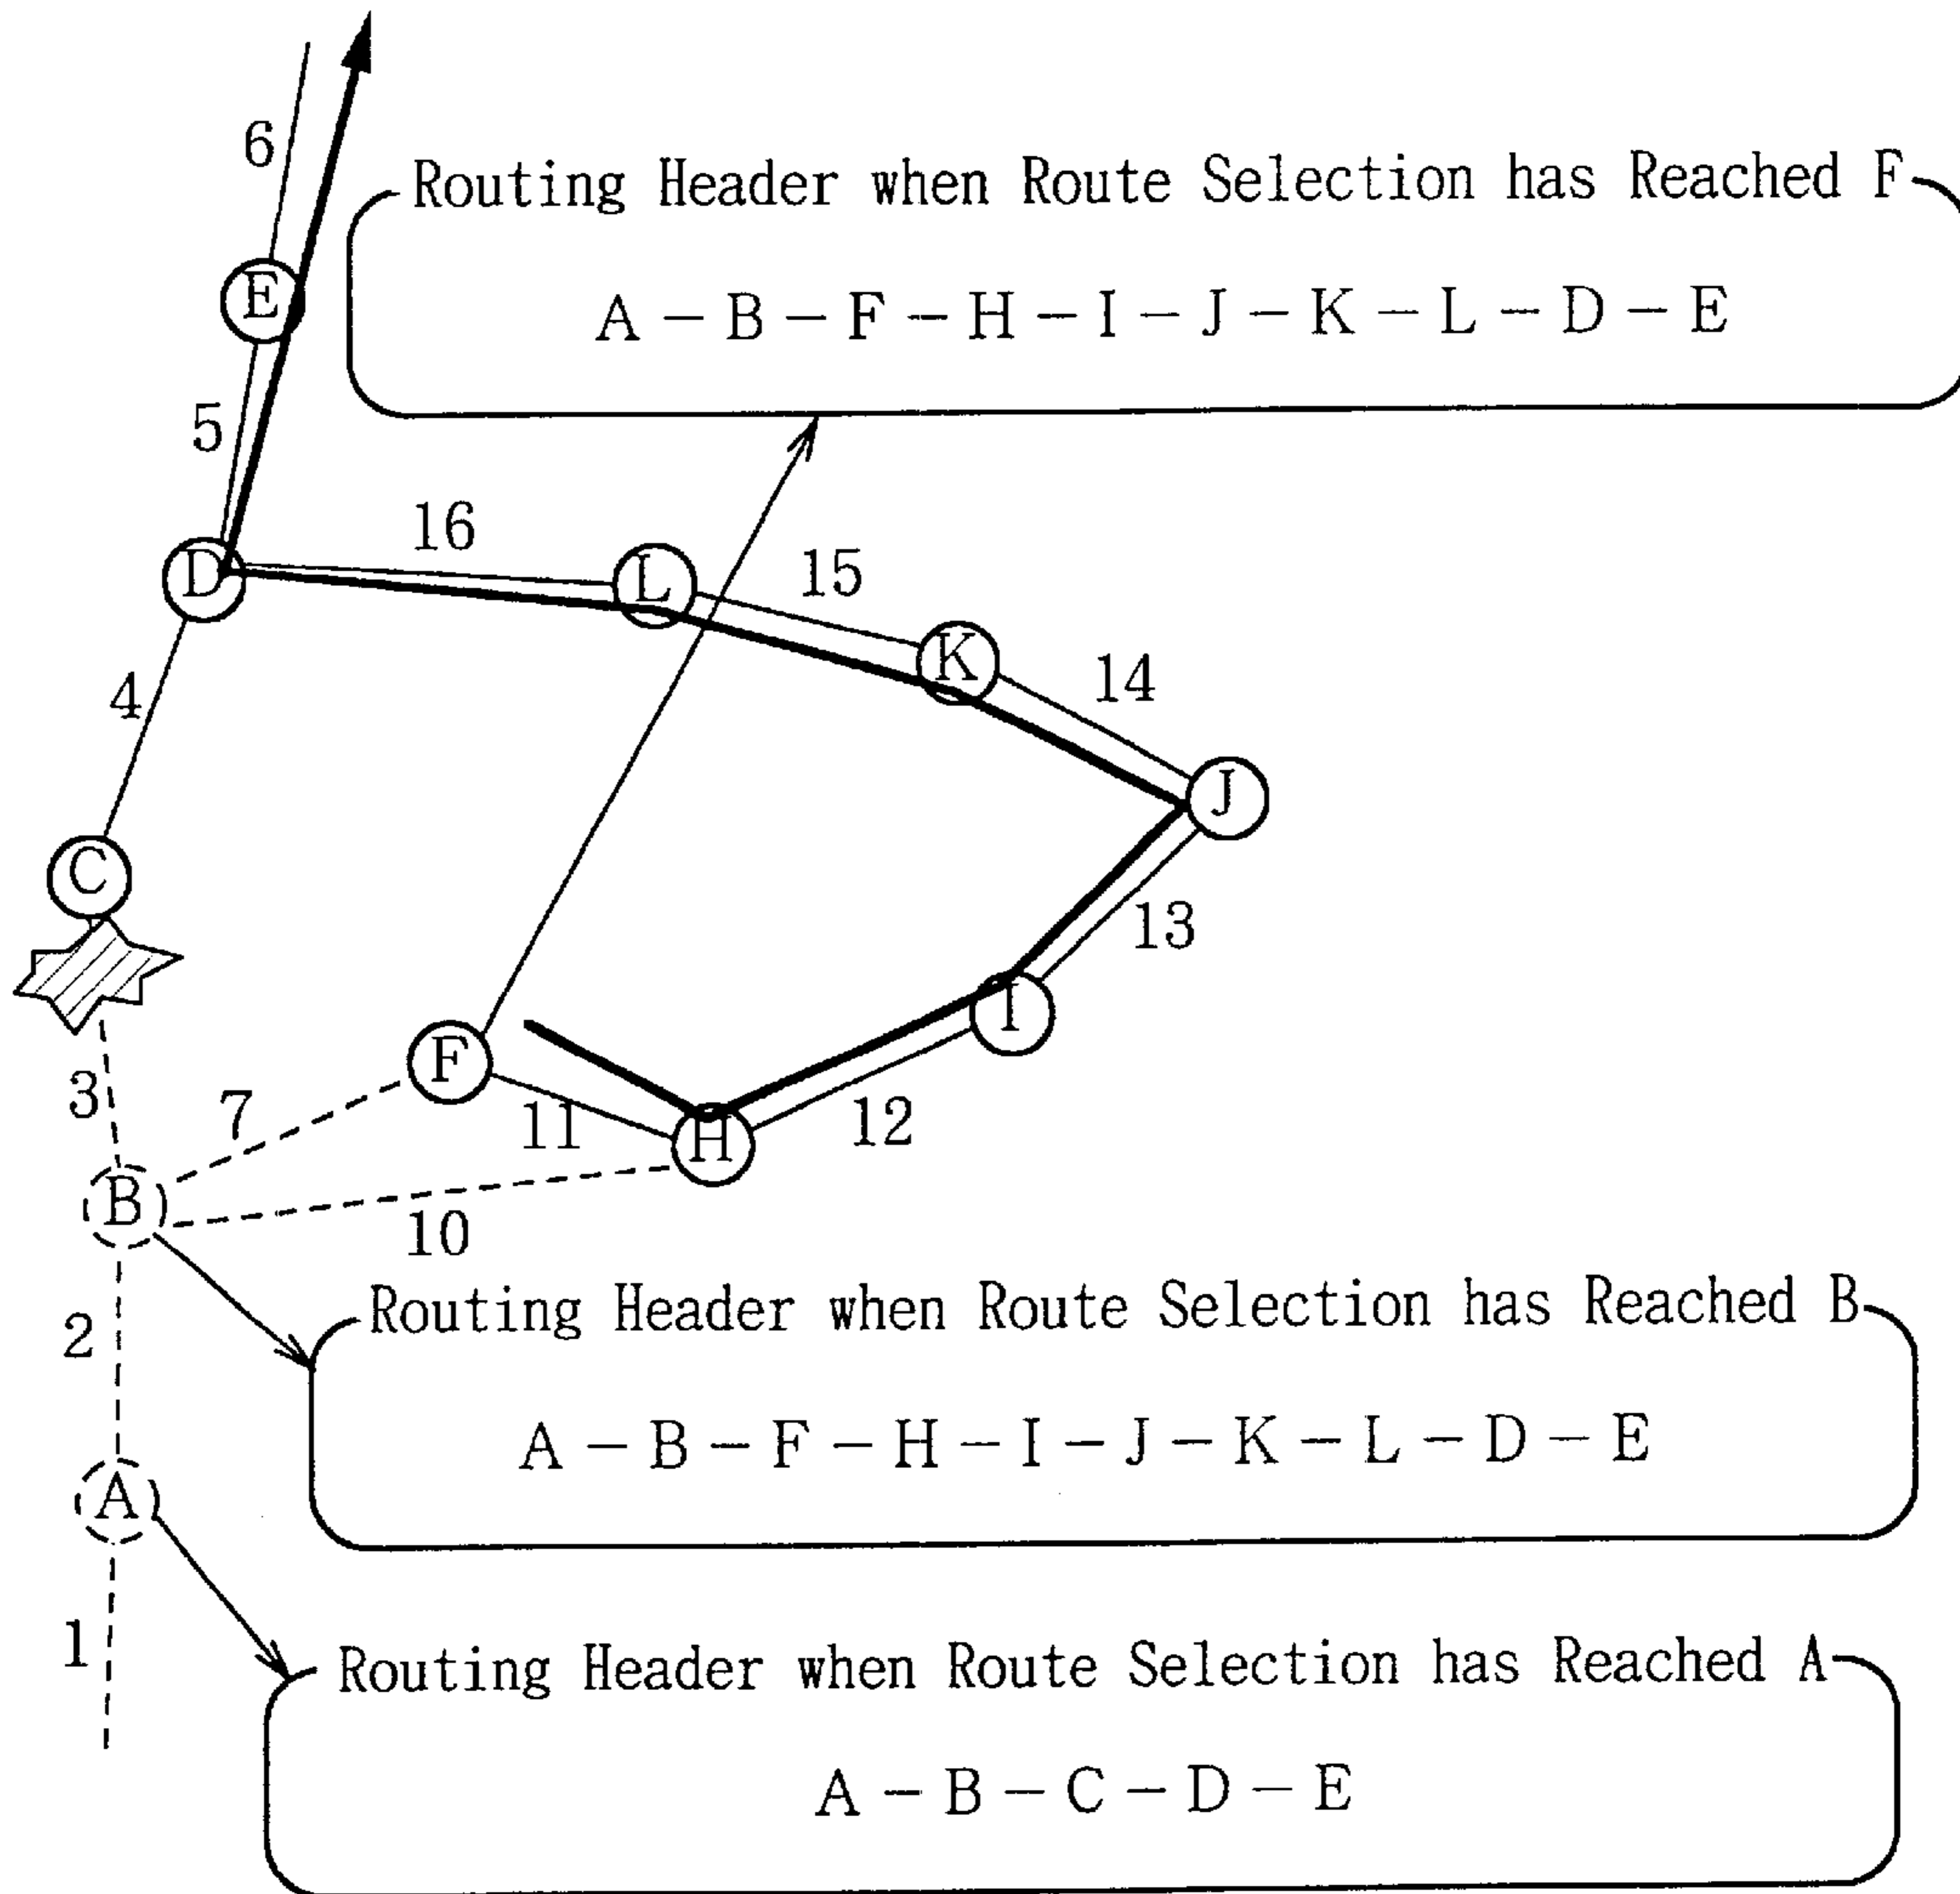 6
Routing Header when Route Selection has Reached F
E
A - B - F - H - I - J - K - L - D - E
5
16
D
L
15
K
14
4
J
C
13
I
F
3
7
11
H
12
B
10
2
Routing Header when Route Selection has Reached B
A - B - F - H - I - J - K - L - D - E
A
1
Routing Header when Route Selection has Reached A
A - B - C - D - E